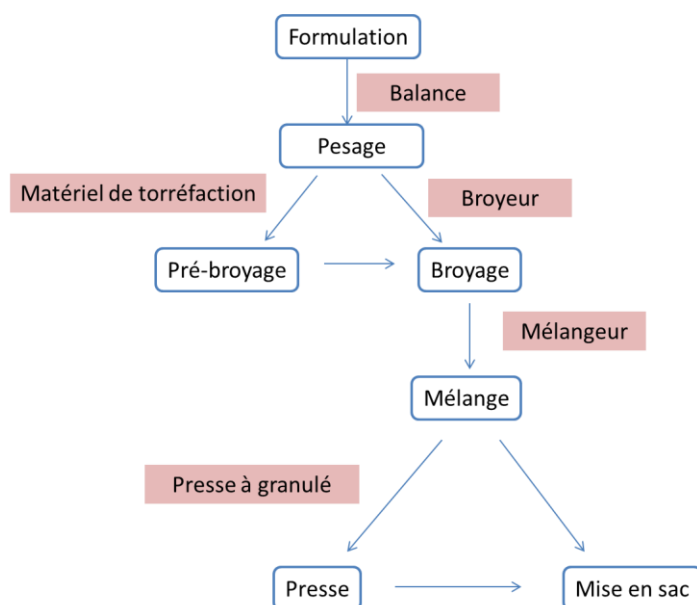 Formulation
Balance
Pesage
Matériel de torréfaction
Broyeur
Pré-broyage
Broyage
Mélangeur
Mélange
Presse à granulé
Presse
Mise en sac